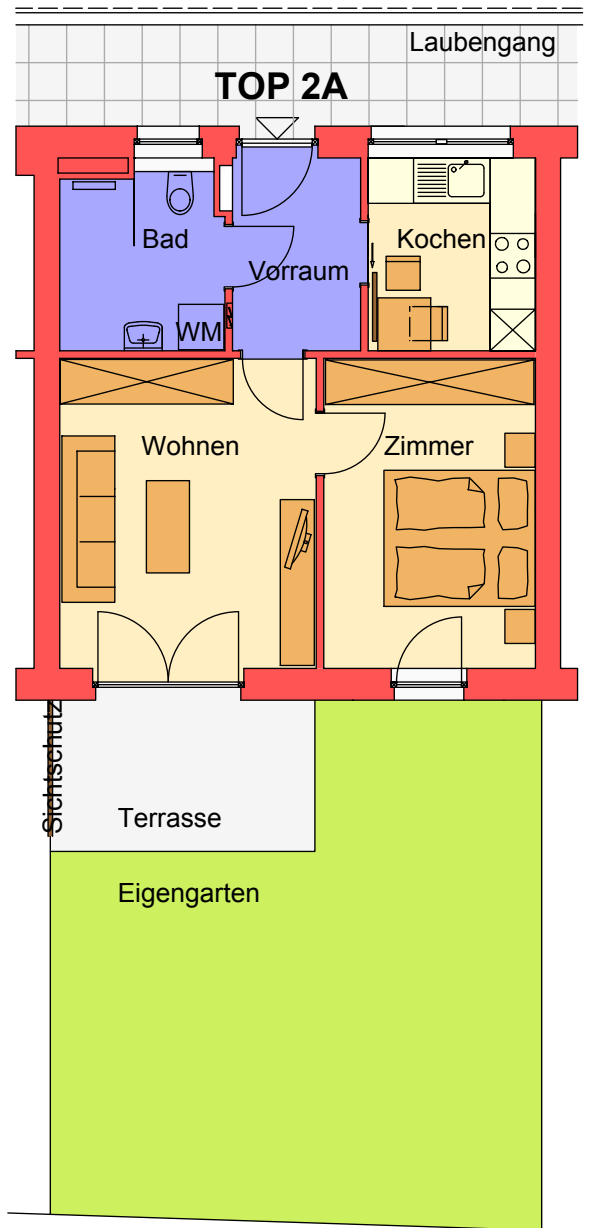 Laubengang
TOP 2A
Bad
Kochen
Vorraum
WM
Wohnen
Zimmer
Sichtschutz
Terrasse
Eigengarten